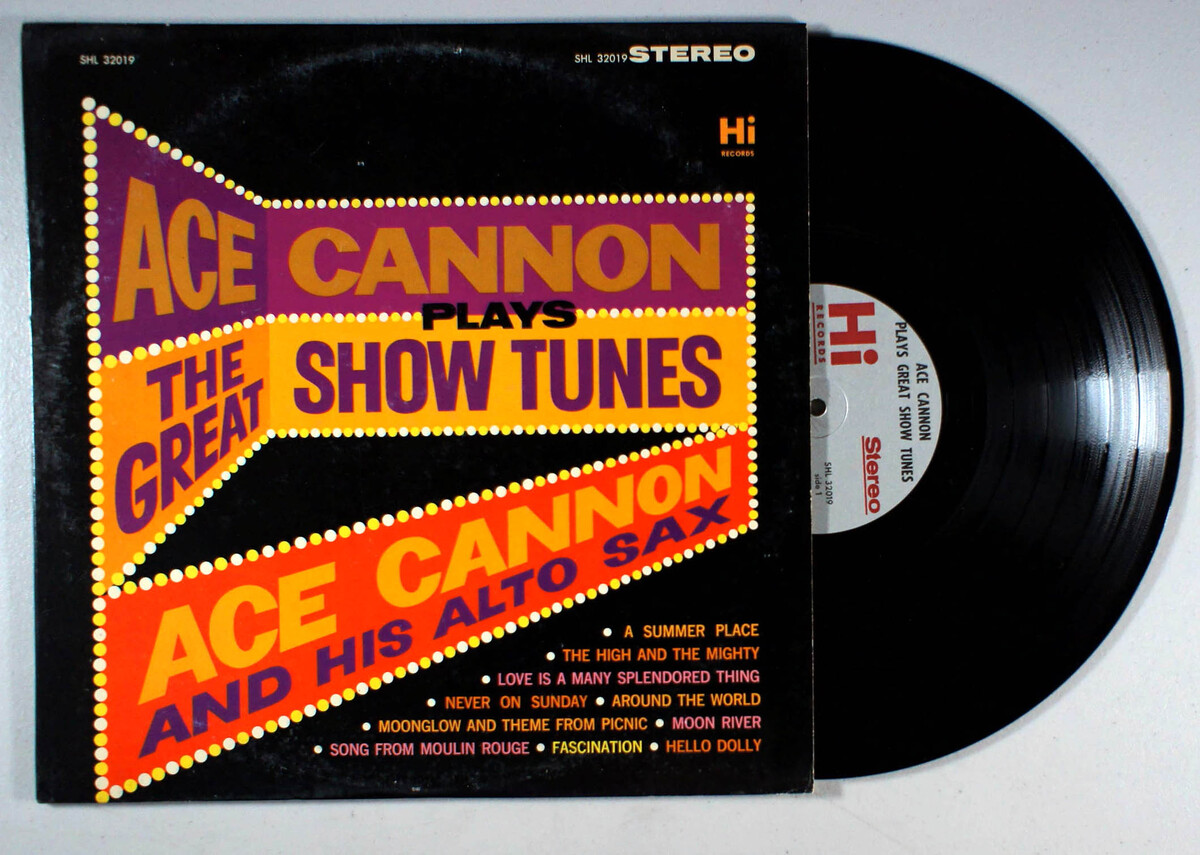 SHL 32019
SHL 32019 STEREO
Hi
RECORDS
ACE CANNON
PLAYS
THE GREAT SHOW TUNES
ACE CANNON
AND HIS ALTO SAX
• A SUMMER PLACE
• THE HIGH AND THE MIGHTY
• LOVE IS A MANY SPLENDORED THING
• NEVER ON SUNDAY • AROUND THE WORLD
• MOONGLOW AND THEME FROM PICNIC • MOON RIVER
• SONG FROM MOULIN ROUGE • FASCINATION • HELLO DOLLY
Hi
RECORDS
ACE CANNON
PLAYS GREAT SHOW TUNES
Stereo
SHL 32019
side 1